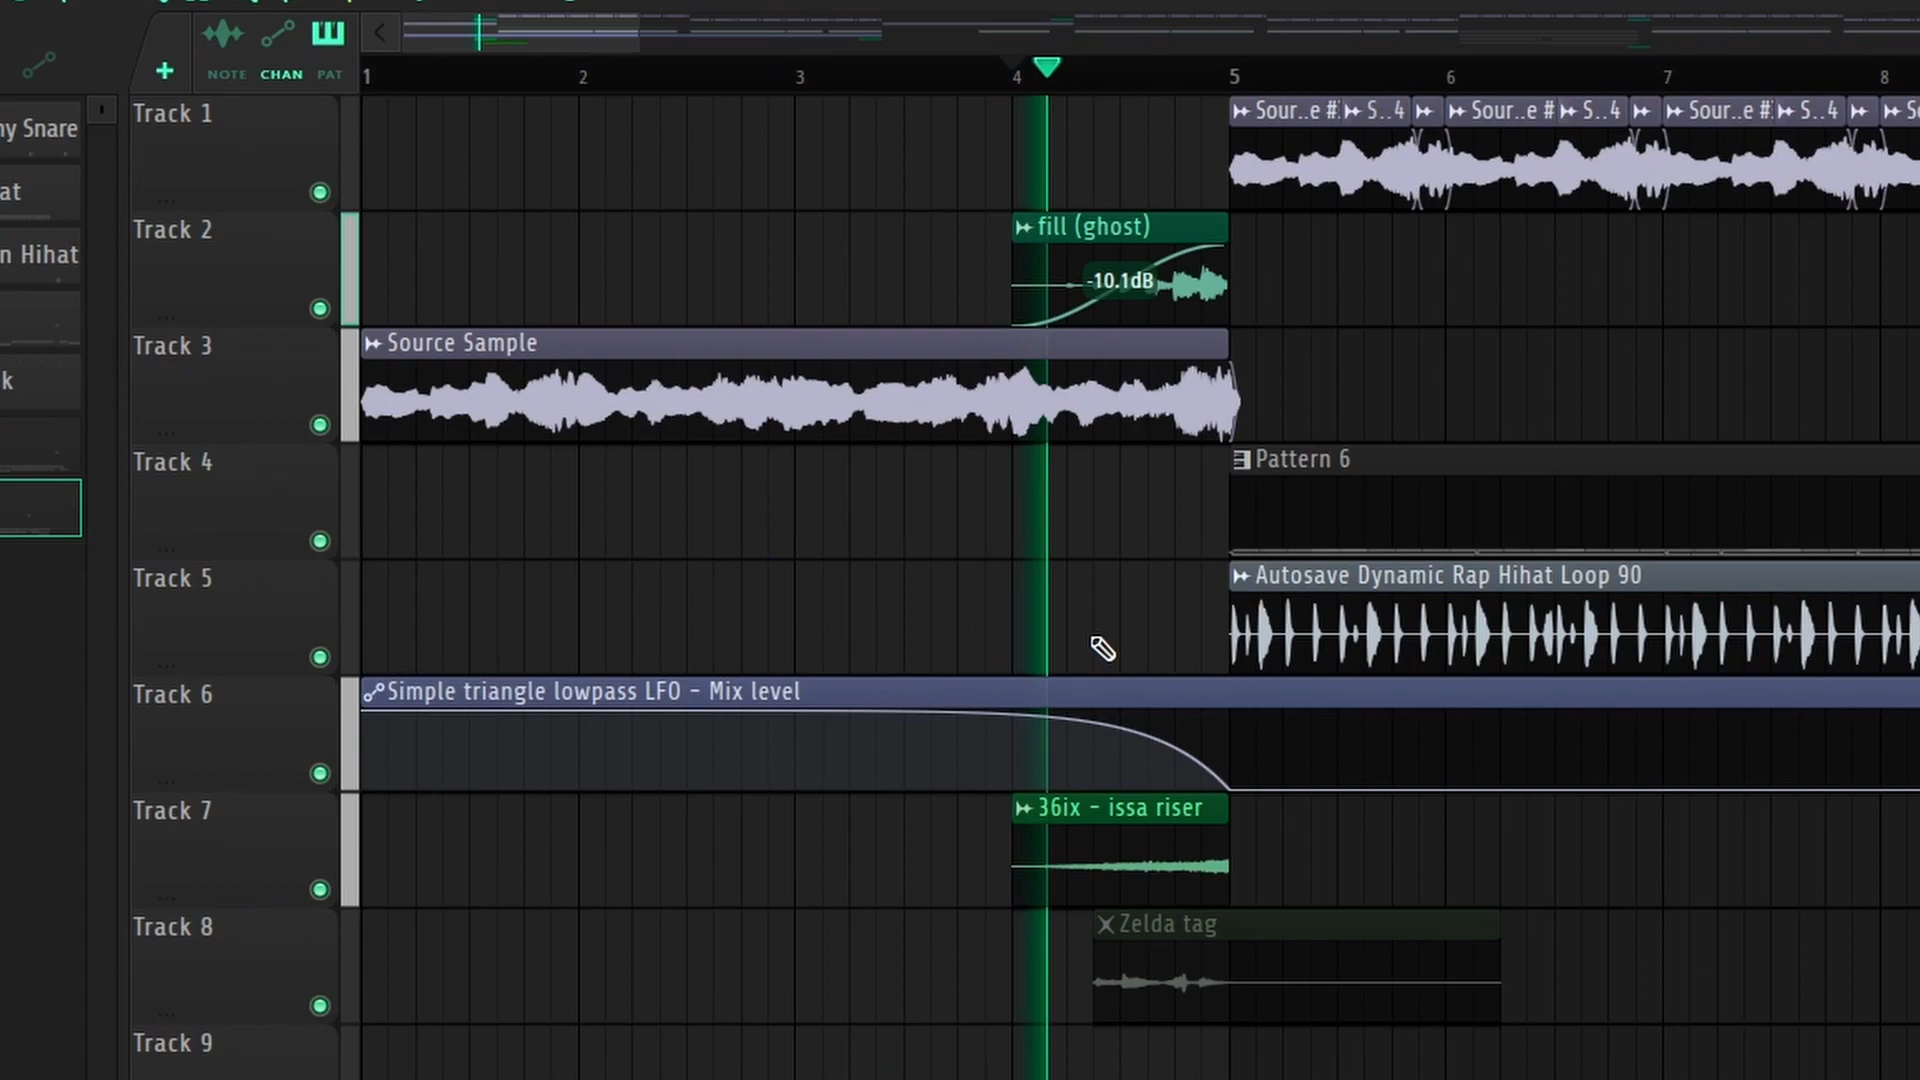 NOTE CHAN PAT
1 2 3 4 5 6 7 8
Track 1
Sour..e #: S..4 Sour..e # S..4 Sour..e #: S..4
Track 2
fill (ghost)
-10.1dB
Track 3
Source Sample
Track 4
Pattern 6
Track 5
Autosave Dynamic Rap Hihat Loop 90
Track 6
Simple triangle lowpass LFO - Mix level
Track 7
36ix - issa riser
Track 8
Zelda tag
Track 9
ny Snare
at
n Hihat
k